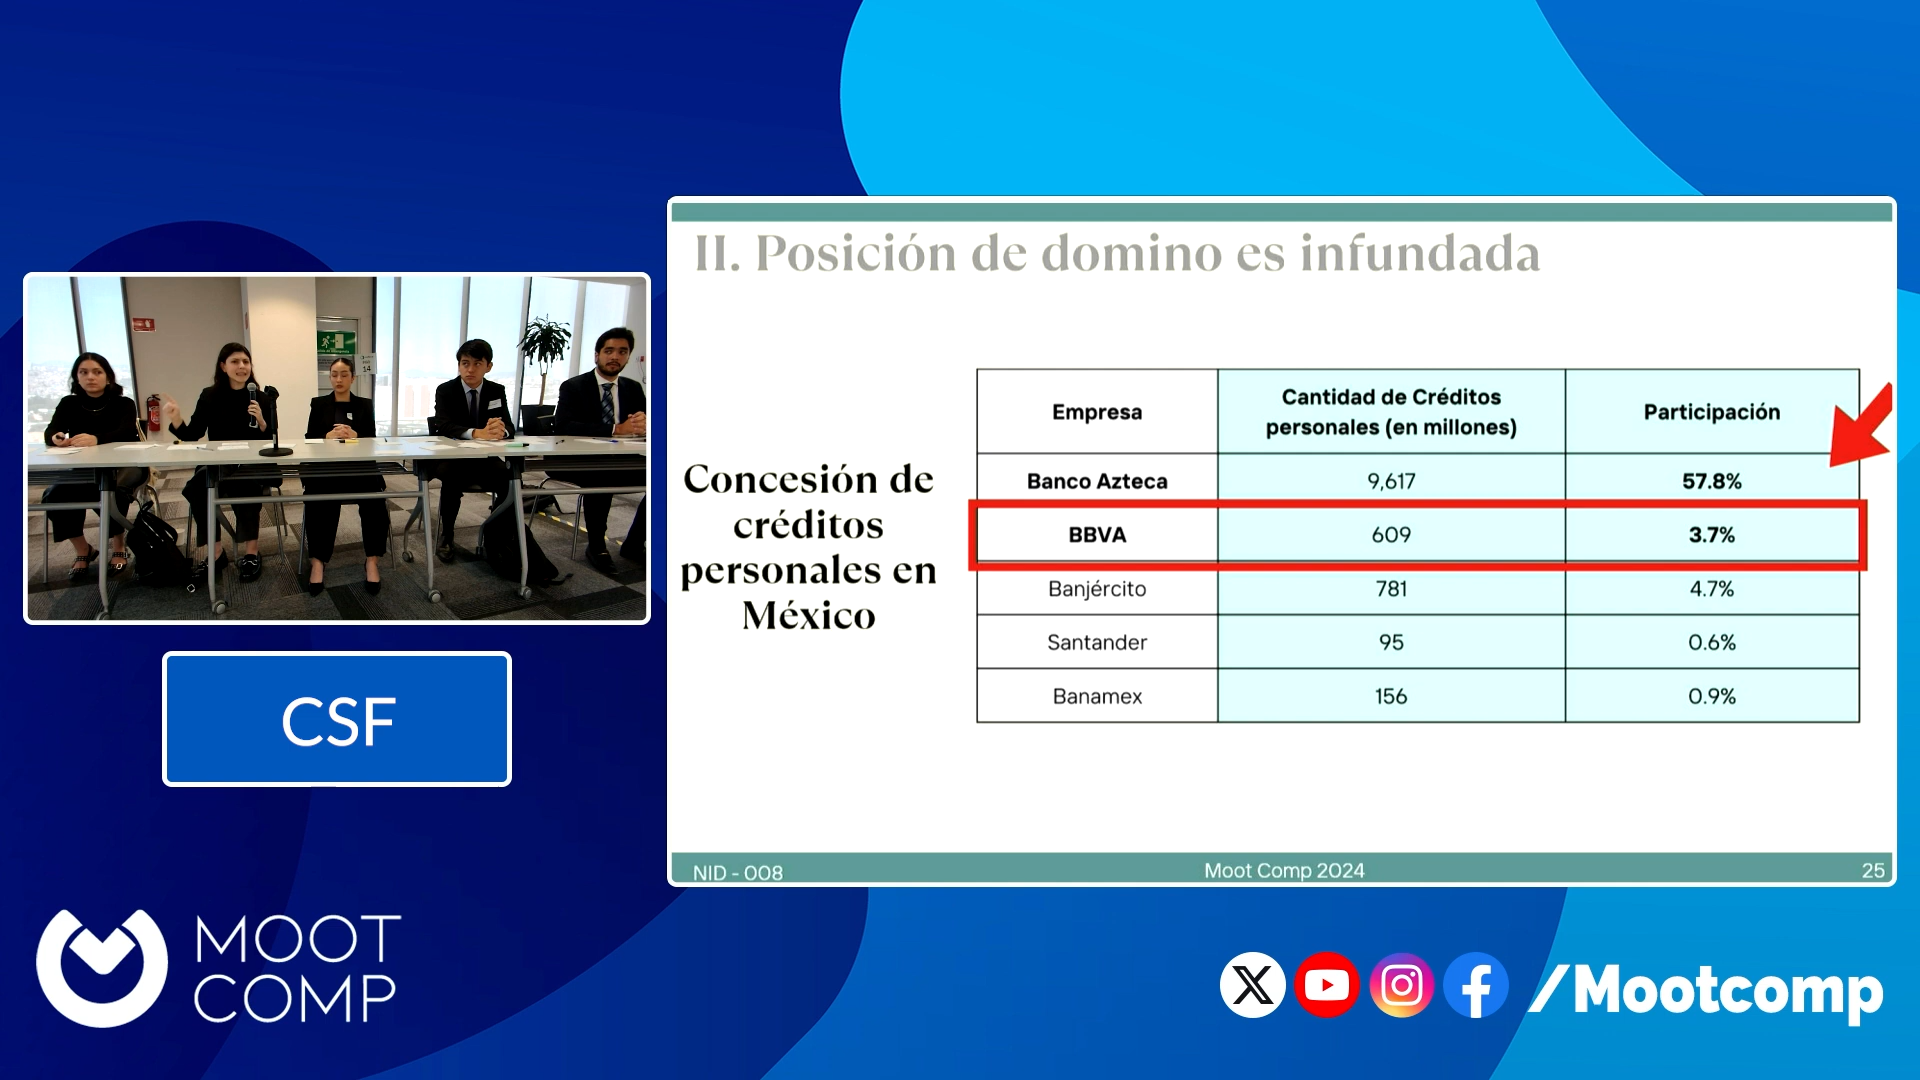 II. Posición de domino es infundada
Concesión de
créditos
personales en
México
Empresa
Cantidad de Créditos
personales (en millones)
Participación
Banco Azteca
9,617
57.8%
BBVA
609
3.7%
Banjército
781
4.7%
Santander
95
0.6%
Banamex
156
0.9%
NID - 008
Moot Comp 2024
25
14
CSF
MOOT
COMP
/Mootcomp